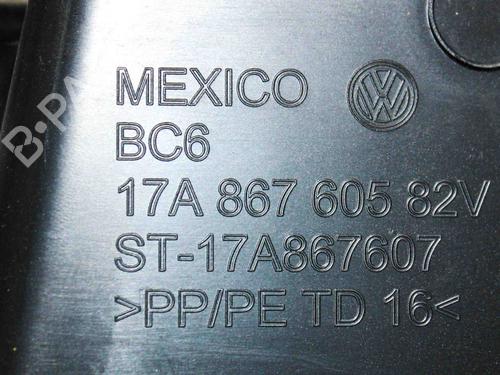 MEXICO
BC6
17A 867 605 82V
ST-17A867607
>PP/PE TD 16<